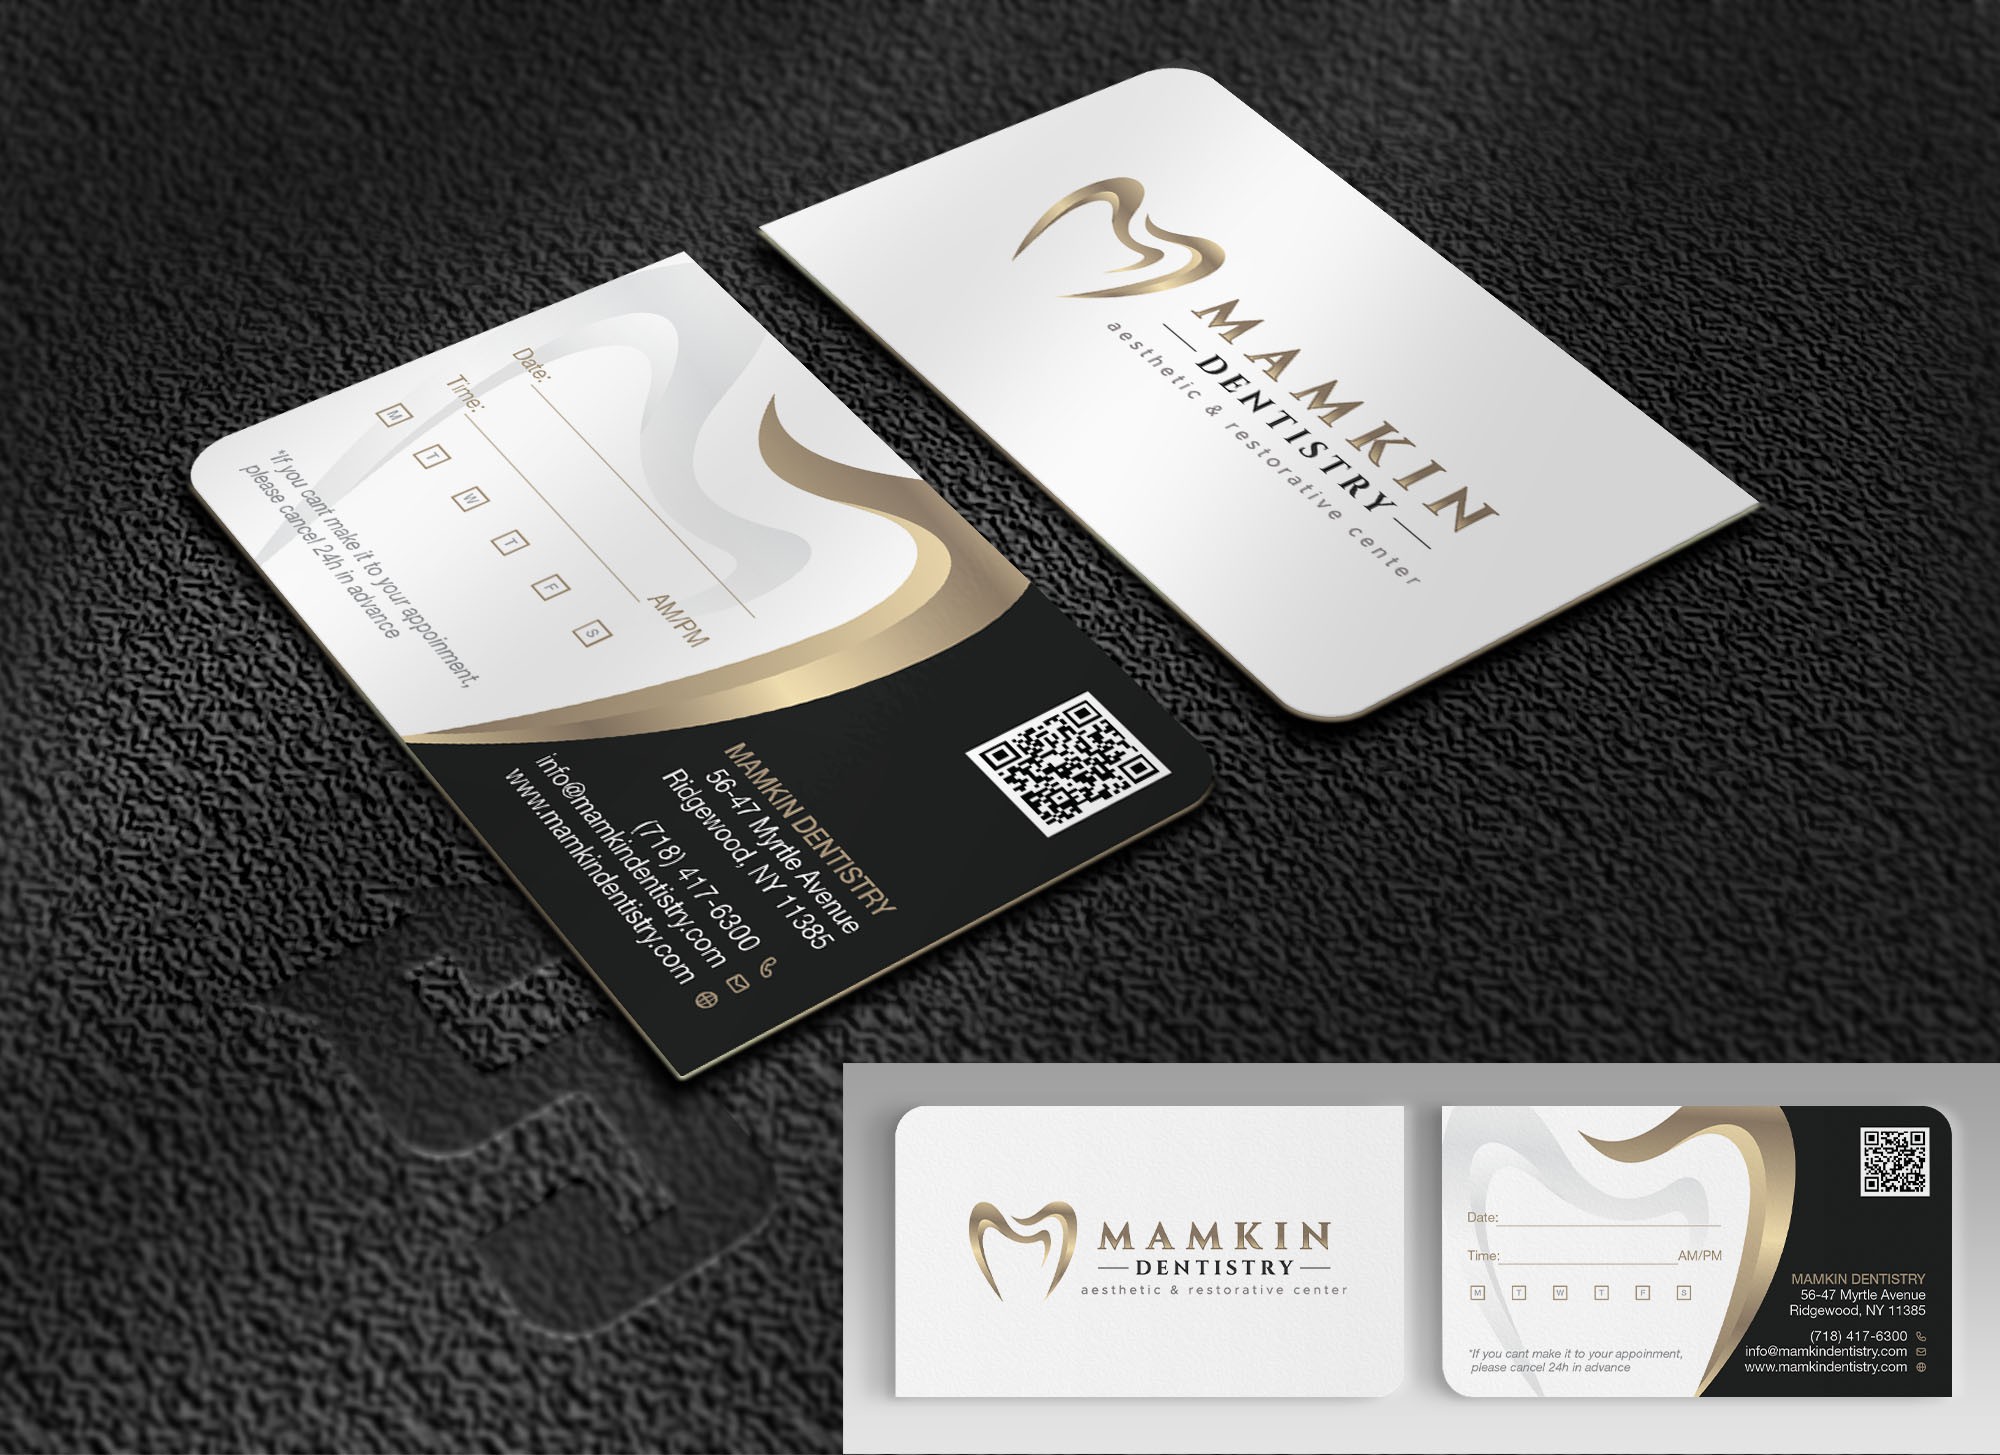 MAMKIN
DENTISTRY
aesthetic & restorative center
Date:
Time:
AM/PM
M T W T F S
*If you cant make it to your appoinment,
please cancel 24h in advance
MAMKIN DENTISTRY
56-47 Myrtle Avenue
Ridgewood, NY 11385
(718) 417-6300
info@mamkindentistry.com
www.mamkindentistry.com
MAMKIN
DENTISTRY
aesthetic & restorative center
Date:
Time: AM/PM
M T W T F S
*If you cant make it to your appoinment,
please cancel 24h in advance
MAMKIN DENTISTRY
56-47 Myrtle Avenue
Ridgewood, NY 11385
(718) 417-6300
info@mamkindentistry.com
www.mamkindentistry.com